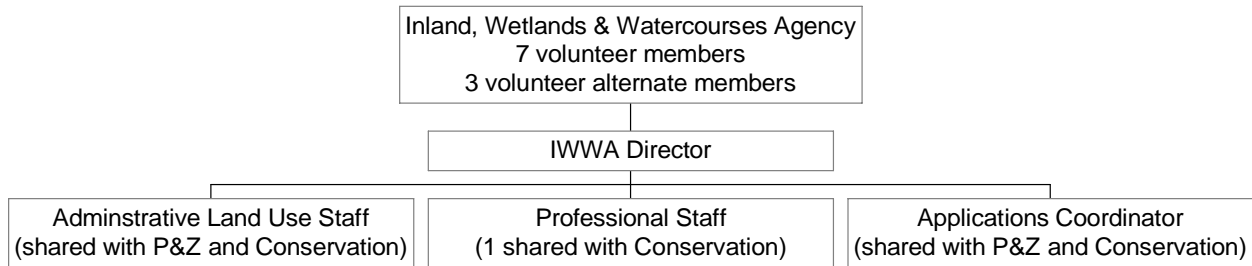 Inland, Wetlands & Watercourses Agency
7 volunteer members
3 volunteer alternate members
IWWA Director
Adminstrative Land Use Staff
(shared with P&Z and Conservation)
Professional Staff
(1 shared with Conservation)
Applications Coordinator
(shared with P&Z and Conservation)